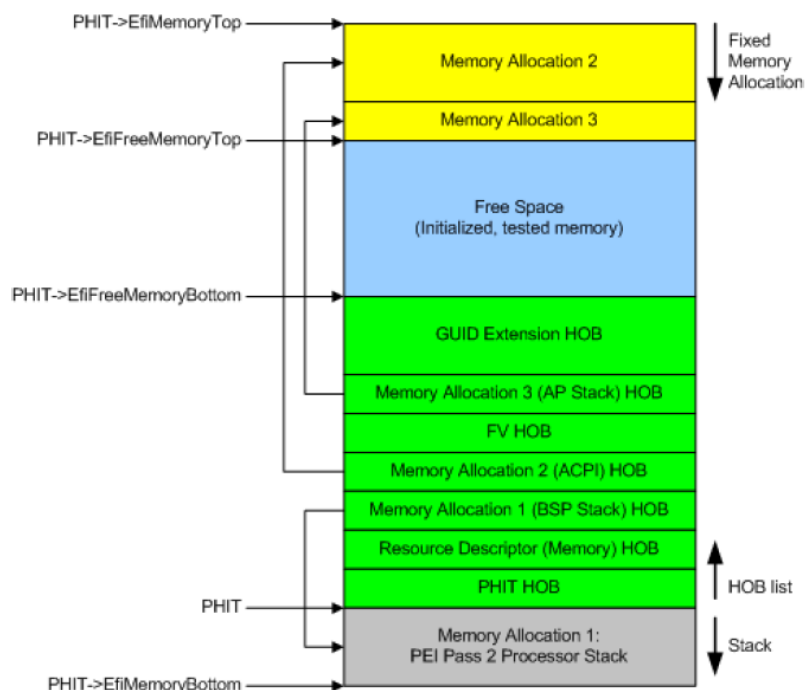 PHIT->EfiMemoryTop
Fixed
Memory
Allocation
Memory Allocation 2
Memory Allocation 3
PHIT->EfiFreeMemoryTop
Free Space
(Initialized, tested memory)
PHIT->EfiFreeMemoryBottom
GUID Extension HOB
Memory Allocation 3 (AP Stack) HOB
FV HOB
Memory Allocation 2 (ACPI) HOB
Memory Allocation 1 (BSP Stack) HOB
Resource Descriptor (Memory) HOB
PHIT HOB
HOB list
PHIT
Memory Allocation 1:
PEI Pass 2 Processor Stack
Stack
PHIT->EfiMemoryBottom